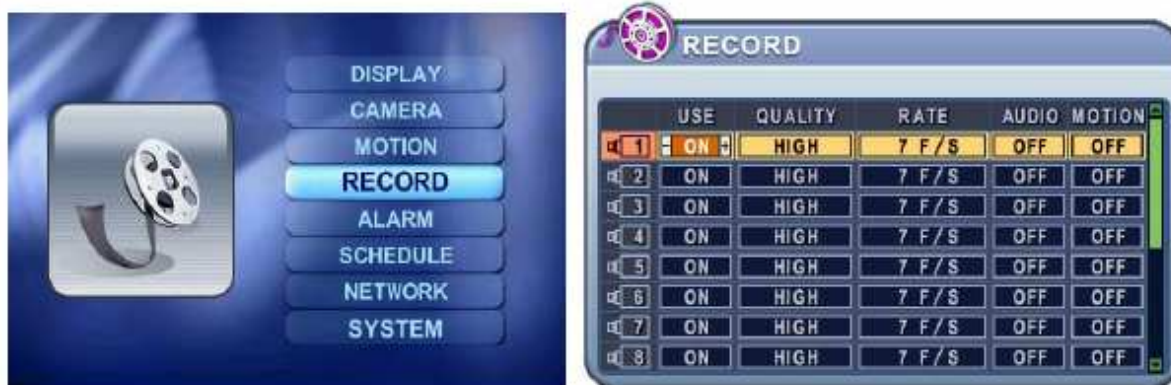 DISPLAY
CAMERA
MOTION
RECORD
ALARM
SCHEDULE
NETWORK
SYSTEM
RECORD
USE QUALITY RATE AUDIO MOTION
1 - ON + HIGH 7 F/S OFF OFF
2 ON HIGH 7 F/S OFF OFF
3 ON HIGH 7 F/S OFF OFF
4 ON HIGH 7 F/S OFF OFF
5 ON HIGH 7 F/S OFF OFF
6 ON HIGH 7 F/S OFF OFF
7 ON HIGH 7 F/S OFF OFF
8 ON HIGH 7 F/S OFF OFF